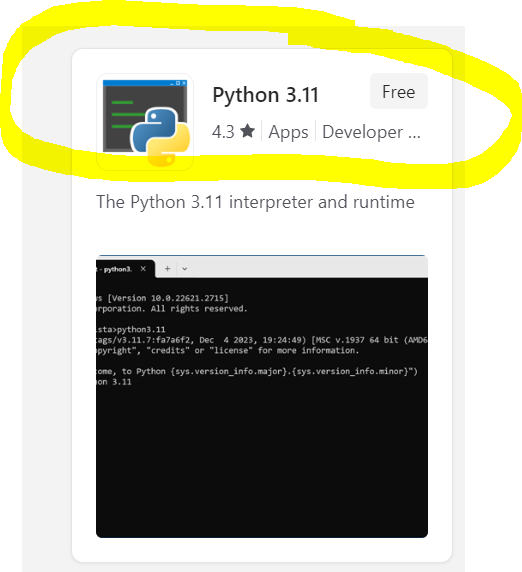 Python 3.11
Free
4.3 ★ Apps Developer ...
The Python 3.11 interpreter and runtime
t - python3. × + ⌄
ws [Version 10.0.22621.2715]
orporation. All rights reserved.
ista>python3.11
tags/v3.11.7:fa7a6f2, Dec  4 2023, 19:24:49) [MSC v.1937 64 bit (AMD6
opyright", "credits" or "license" for more information.
ome, to Python {sys.version_info.major}.{sys.version_info.minor}")
on 3.11